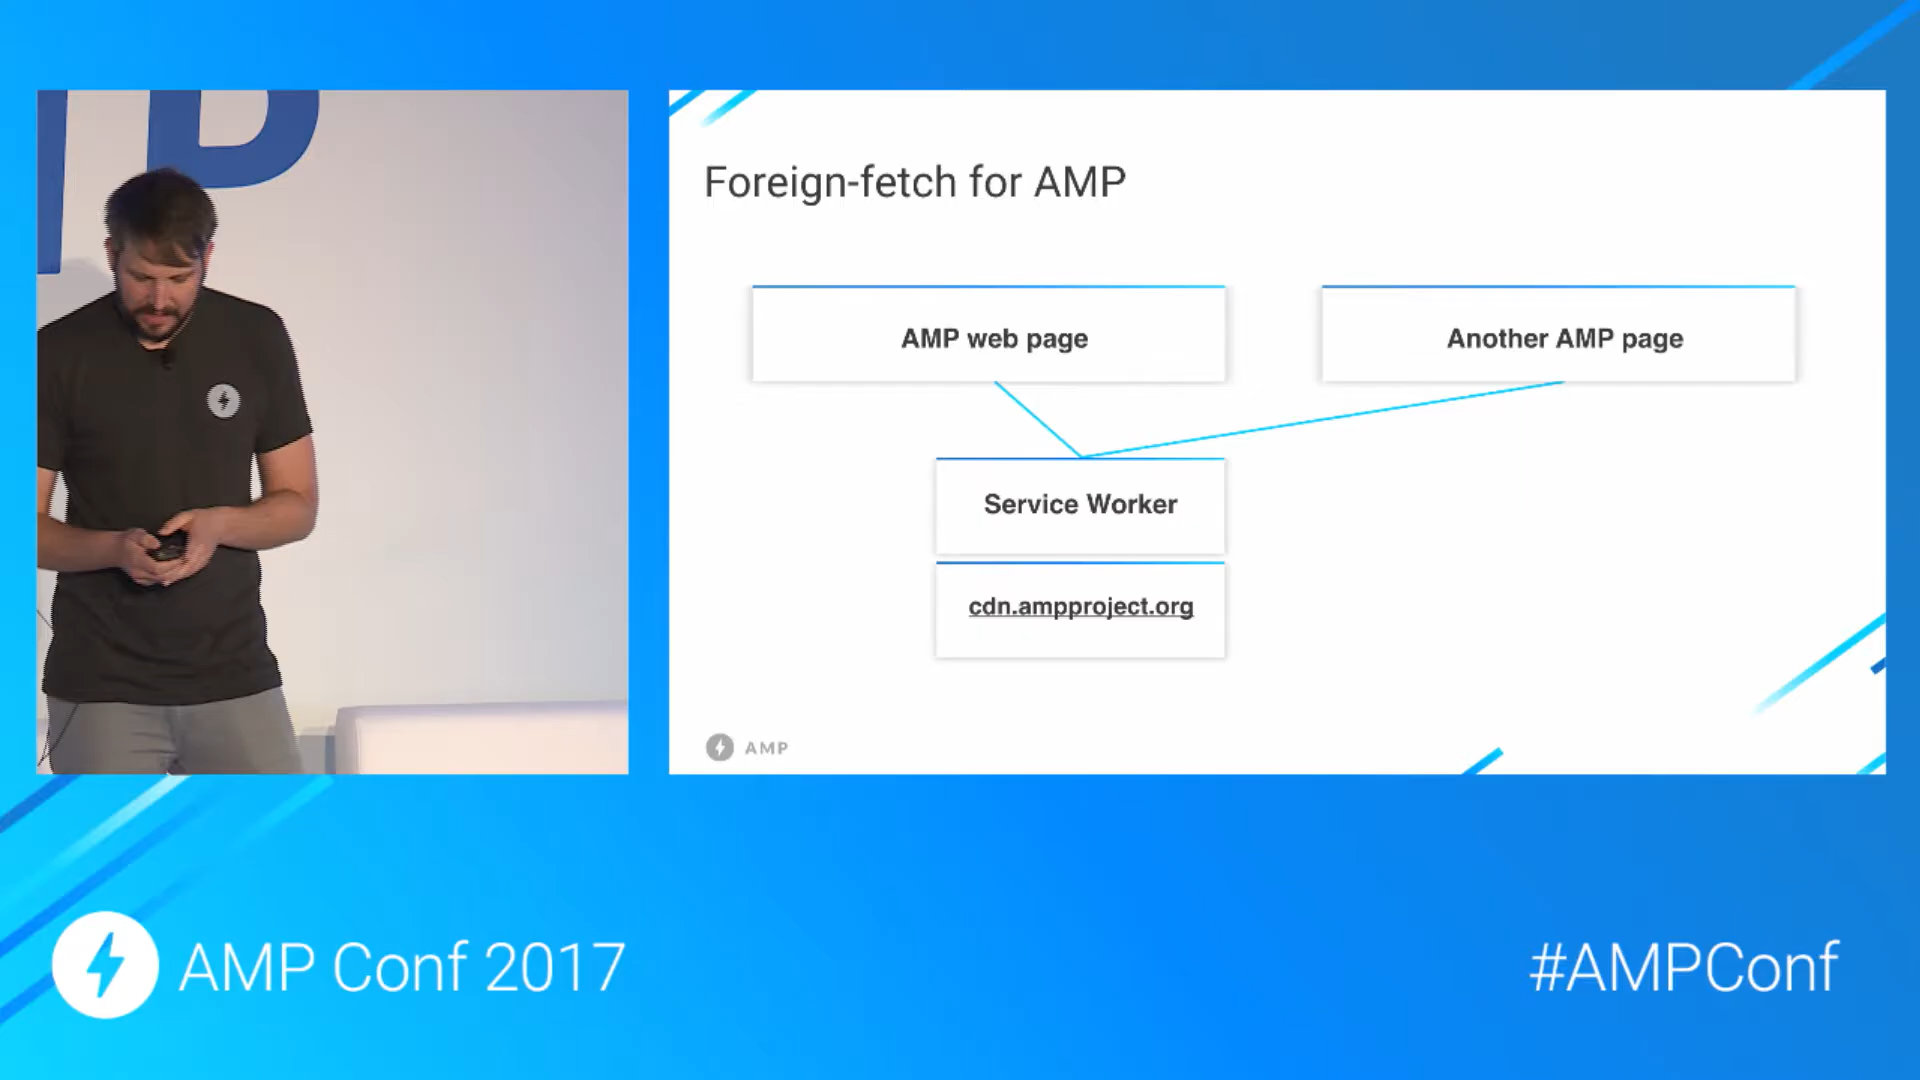 Foreign-fetch for AMP
AMP web page
Another AMP page
Service Worker
cdn.ampproject.org
AMP
AMP Conf 2017
#AMPConf